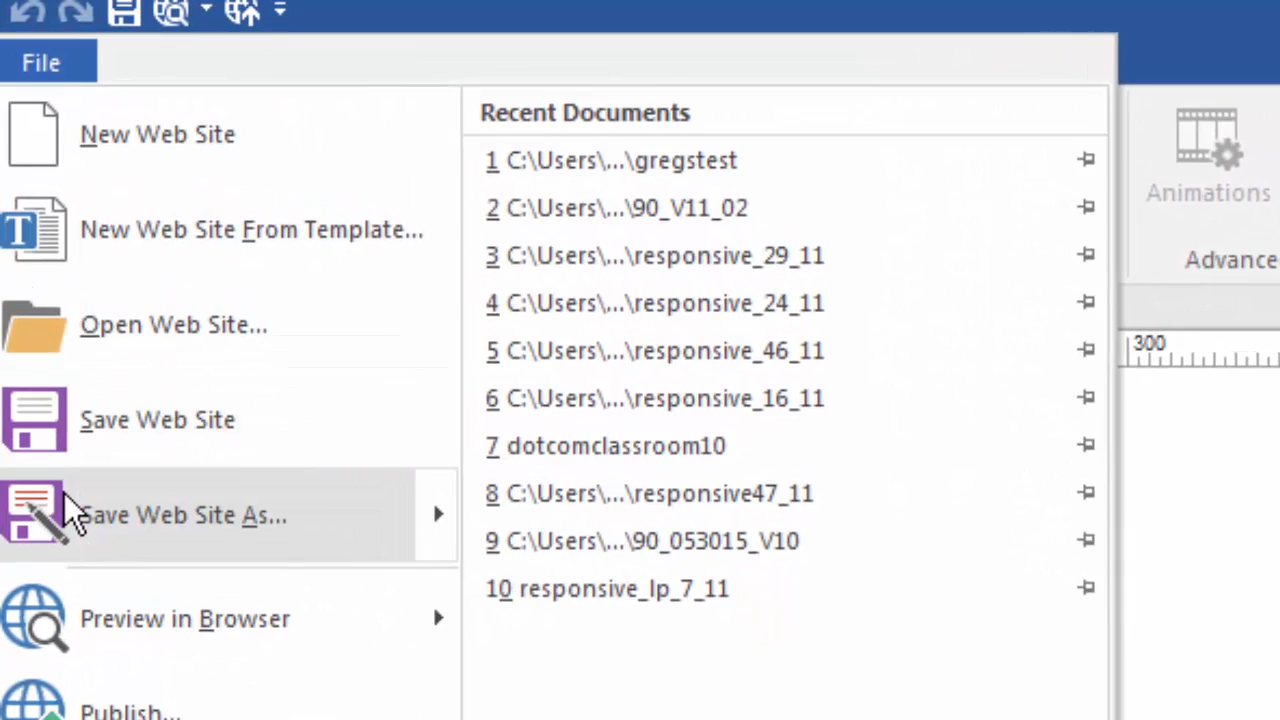 File
New Web Site
New Web Site From Template...
Open Web Site...
Save Web Site
Save Web Site As...
Preview in Browser
Publish...
Recent Documents
1 C:\Users\...\gregstest
2 C:\Users\...\90_V11_02
3 C:\Users\...\responsive_29_11
4 C:\Users\...\responsive_24_11
5 C:\Users\...\responsive_46_11
6 C:\Users\...\responsive_16_11
7 dotcomclassroom10
8 C:\Users\...\responsive47_11
9 C:\Users\...\90_053015_V10
10 responsive_lp_7_11
Animations
Advance
300